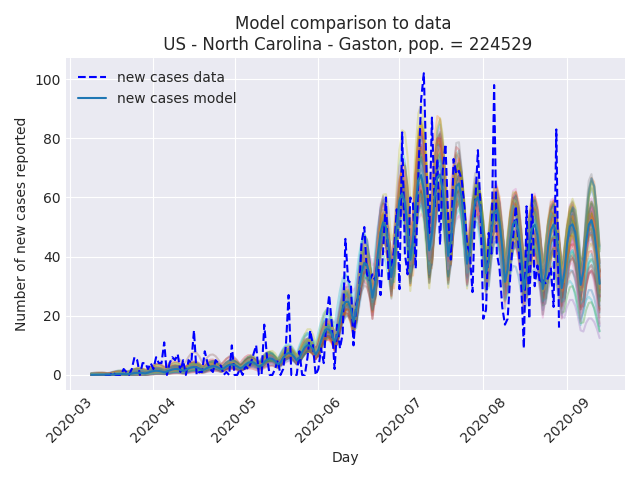 Model comparison to data
US - North Carolina - Gaston, pop. = 224529
new cases data
new cases model
Number of new cases reported
100
80
60
40
20
0
2020-03
2020-04
2020-05
2020-06
2020-07
2020-08
2020-09
Day